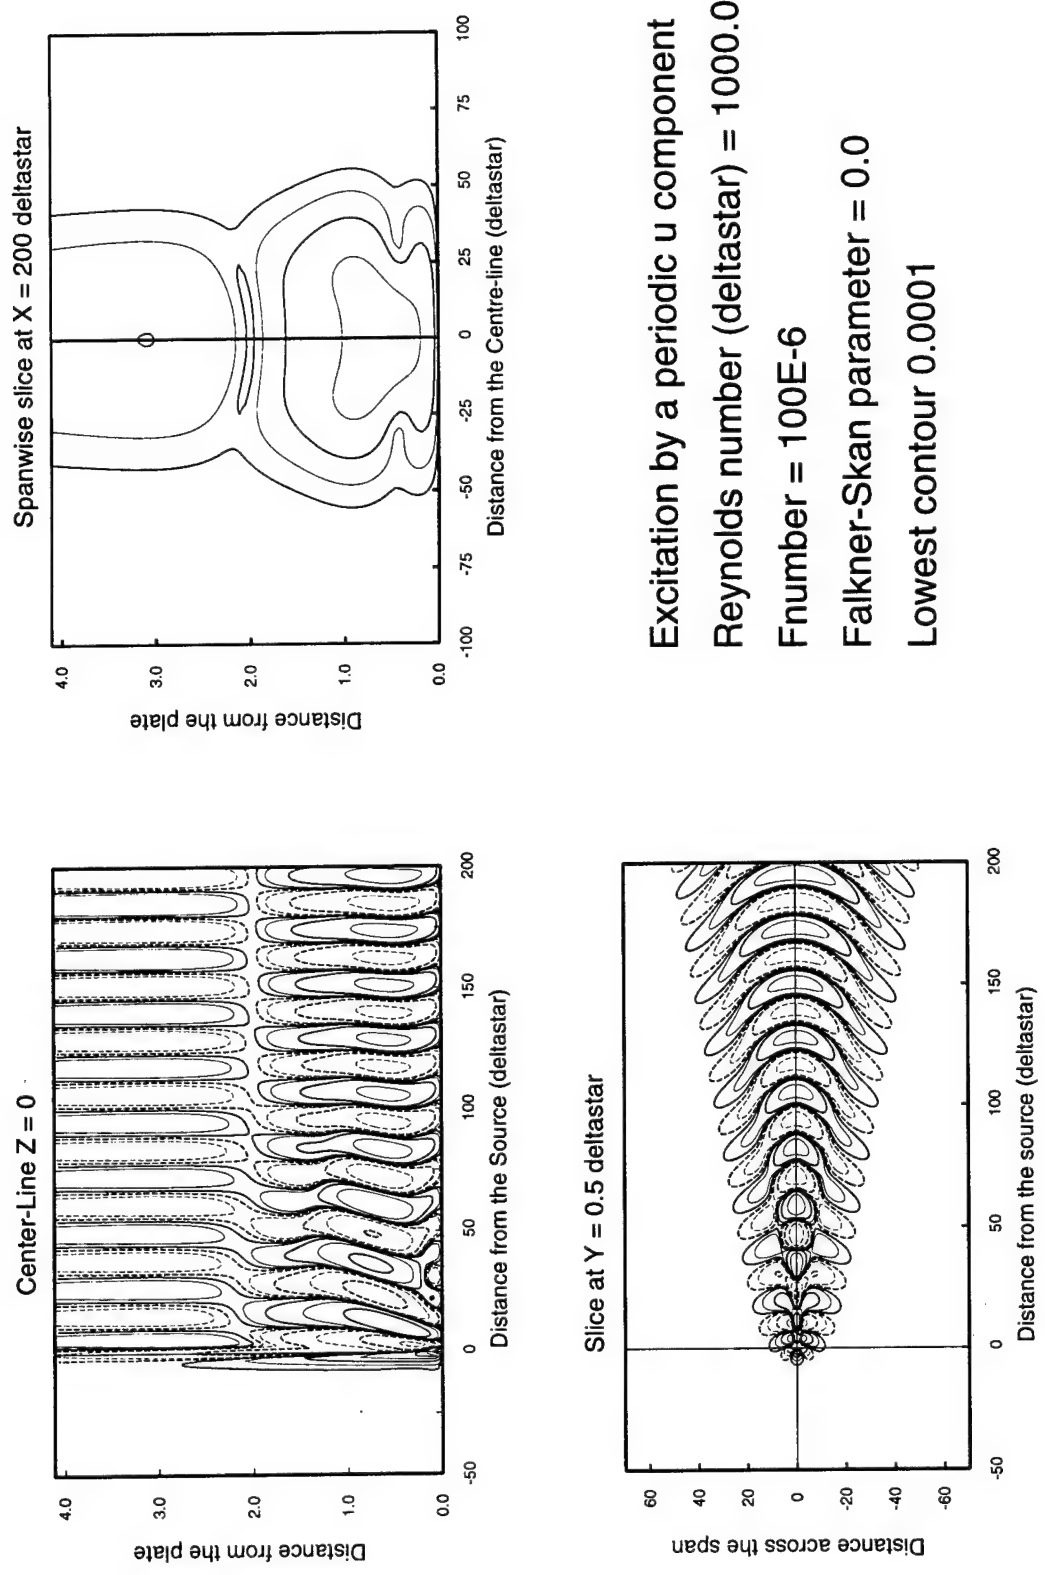 Center-Line Z = 0
Distance from the plate
4.0
3.0
2.0
1.0
0.0
-50
0
50
100
150
200
Distance from the Source (deltastar)
Spanwise slice at X = 200 deltastar
Distance from the plate
4.0
3.0
2.0
1.0
0.0
-100
-75
-50
-25
0
25
50
75
100
Distance from the Centre-line (deltastar)
Slice at Y = 0.5 deltastar
Distance across the span
60
40
20
0
-20
-40
-60
-50
0
50
100
150
200
Distance from the source (deltastar)
Excitation by a periodic u component
Reynolds number (deltastar) = 1000.0
Fnumber = 100E-6
Falkner-Skan parameter = 0.0
Lowest contour 0.0001